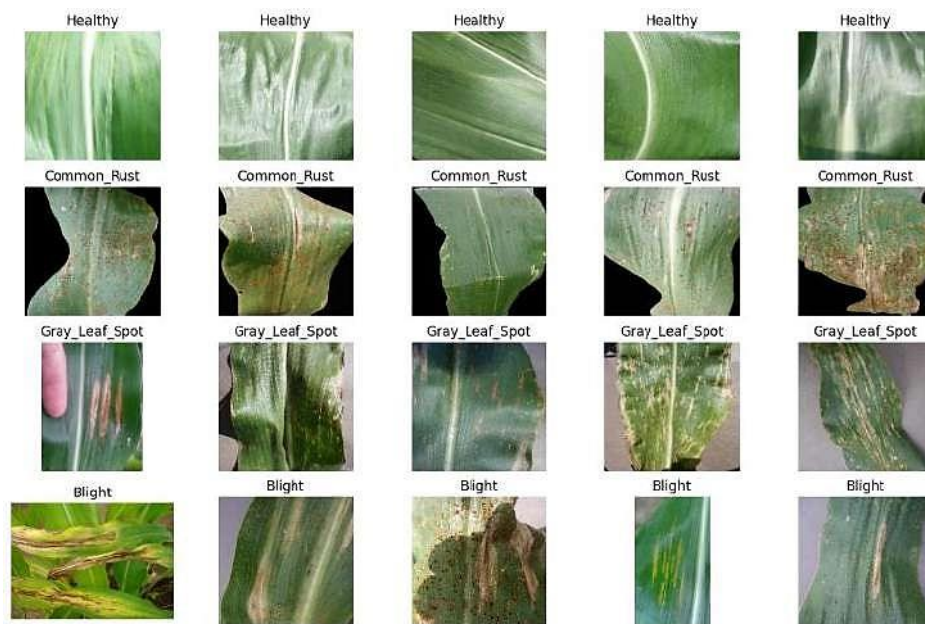 Healthy Healthy Healthy Healthy Healthy
Common_Rust Common_Rust Common_Rust Common_Rust Common_Rust
Gray_Leaf_Spot Gray_Leaf_Spot Gray_Leaf_Spot Gray_Leaf_Spot Gray_Leaf_Spot
Blight Blight Blight Blight Blight